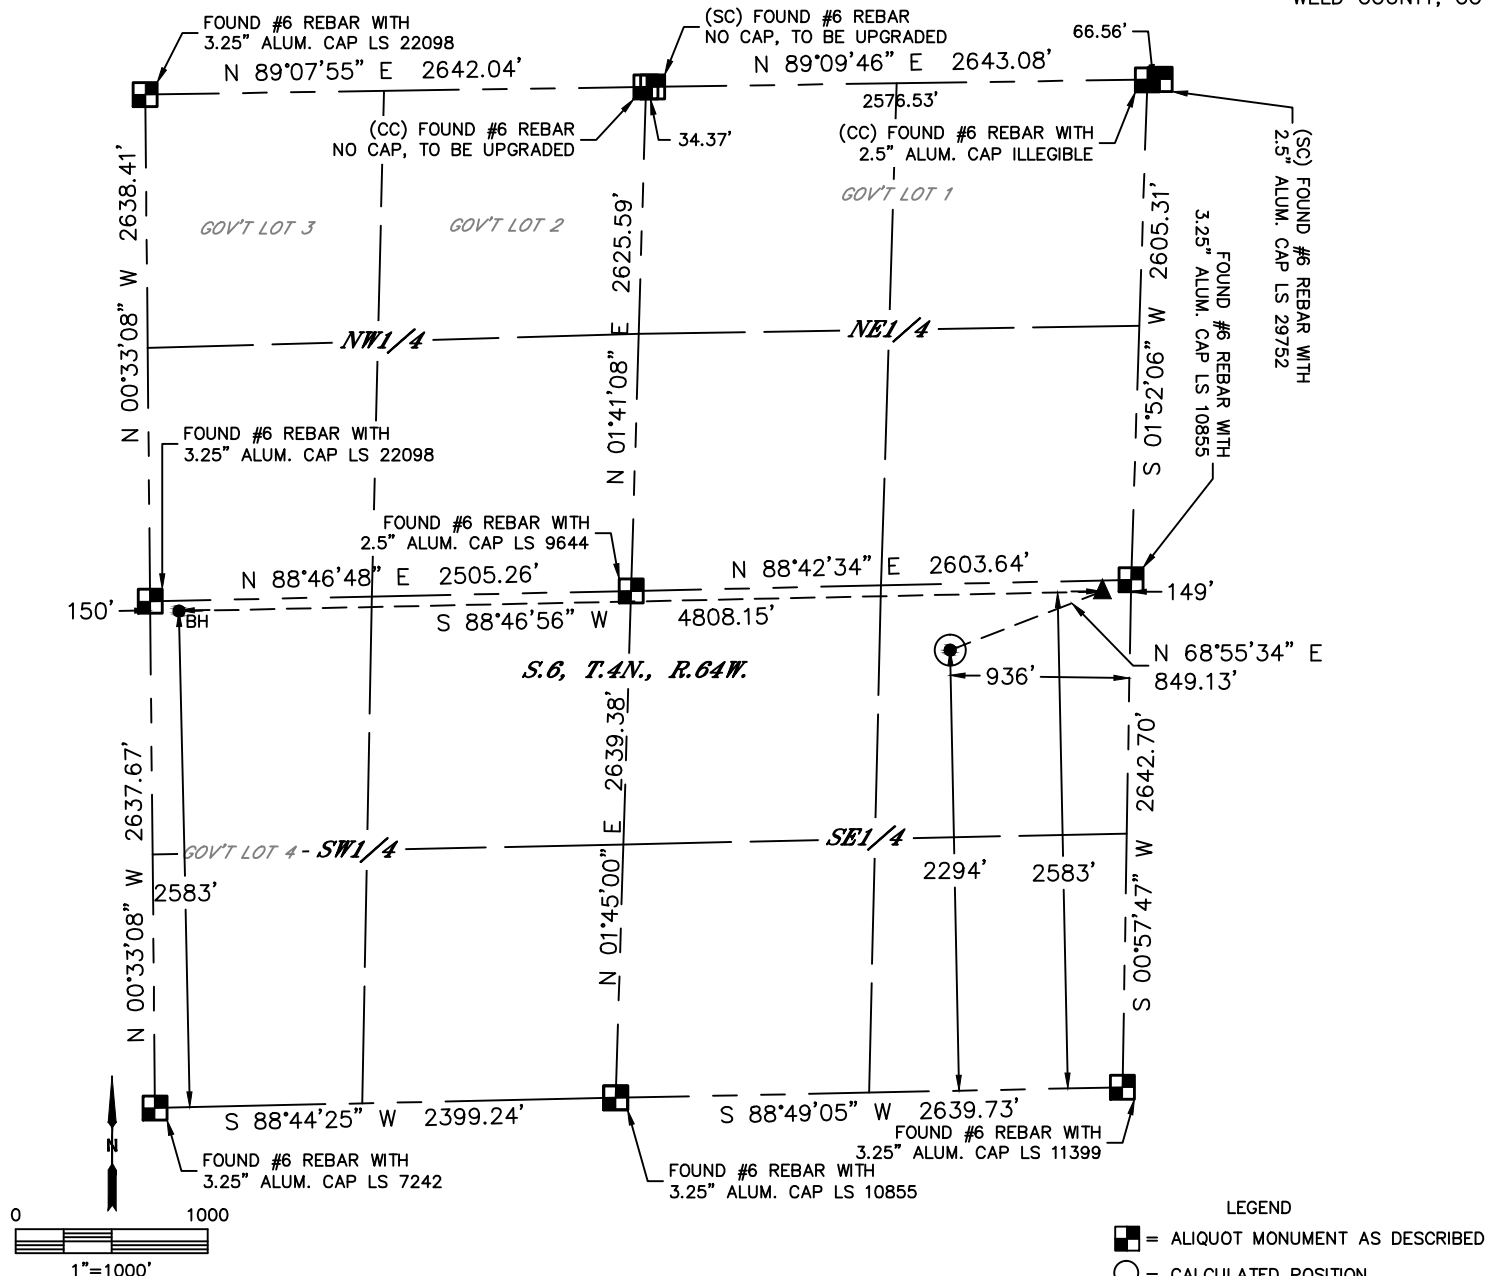 WELD COUNTY, CO
FOUND #6 REBAR WITH
3.25" ALUM. CAP LS 22098
(SC) FOUND #6 REBAR
NO CAP, TO BE UPGRADED
66.56'
N 89°07'55" E 2642.04'
N 89°09'46" E 2643.08'
2576.53'
(CC) FOUND #6 REBAR
NO CAP, TO BE UPGRADED
34.37'
(CC) FOUND #6 REBAR WITH
2.5" ALUM. CAP ILLEGIBLE
(SC) FOUND #6 REBAR WITH
2.5" ALUM. CAP LS 29752
N 00°33'08" W 2638.41'
GOV'T LOT 3
GOV'T LOT 2
GOV'T LOT 1
N 01°41'08" E 2625.59'
S 01°52'06" W 2605.31'
FOUND #6 REBAR WITH
3.25" ALUM. CAP LS 10855
NW1/4
NE1/4
FOUND #6 REBAR WITH
3.25" ALUM. CAP LS 22098
FOUND #6 REBAR WITH
2.5" ALUM. CAP LS 9644
N 88°46'48" E 2505.26'
N 88°42'34" E 2603.64'
150'
BH
S 88°46'56" W 4808.15'
149'
S.6, T.4N., R.64W.
936'
N 68°55'34" E
849.13'
N 00°33'08" W 2637.67'
N 01°45'00" E 2639.38'
S 00°57'47" W 2642.70'
GOV'T LOT 4 - SW1/4
SE1/4
2583'
2294'
2583'
S 88°44'25" W 2399.24'
S 88°49'05" W 2639.73'
FOUND #6 REBAR WITH
3.25" ALUM. CAP LS 11399
N
FOUND #6 REBAR WITH
3.25" ALUM. CAP LS 7242
FOUND #6 REBAR WITH
3.25" ALUM. CAP LS 10855
0 1000
1"=1000'
LEGEND
= ALIQUOT MONUMENT AS DESCRIBED
= CALCULATED POSITION